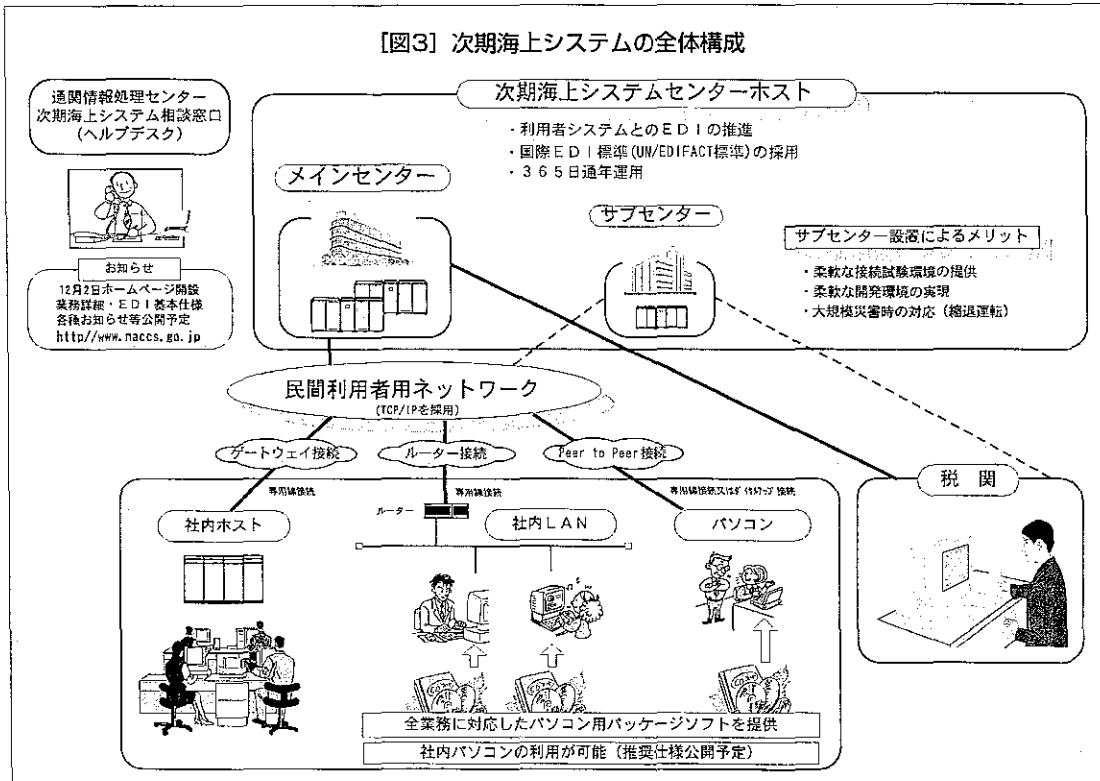 [図3] 次期海上システムの全体構成
通関情報処理センター
次期海上システム相談窓口
(ヘルプデスク)
お知らせ
12月2日ホームページ開設
業務詳細・EDI基本仕様
各種お知らせ等公開予定
http//www.naccs.go.jp
次期海上システムセンターホスト
・利用者システムとのEDIの推進
・国際EDI標準(UN/EDIFACT標準)の採用
・365日通年運用
メインセンター
サブセンター
サブセンター設置によるメリット
・柔軟な接続試験環境の提供
・柔軟な開発環境の実現
・大規模災害時の対応(縮退運転)
民間利用者用ネットワーク
(TCP/IPを採用)
ゲートウェイ接続
ルーター接続
Peer to Peer接続
専用線接続
専用線接続
専用線接続又はダイヤルアップ接続
ルーター
社内ホスト
社内LAN
パソコン
税関
全業務に対応したパソコン用パッケージソフトを提供
社内パソコンの利用が可能(推奨仕様公開予定)